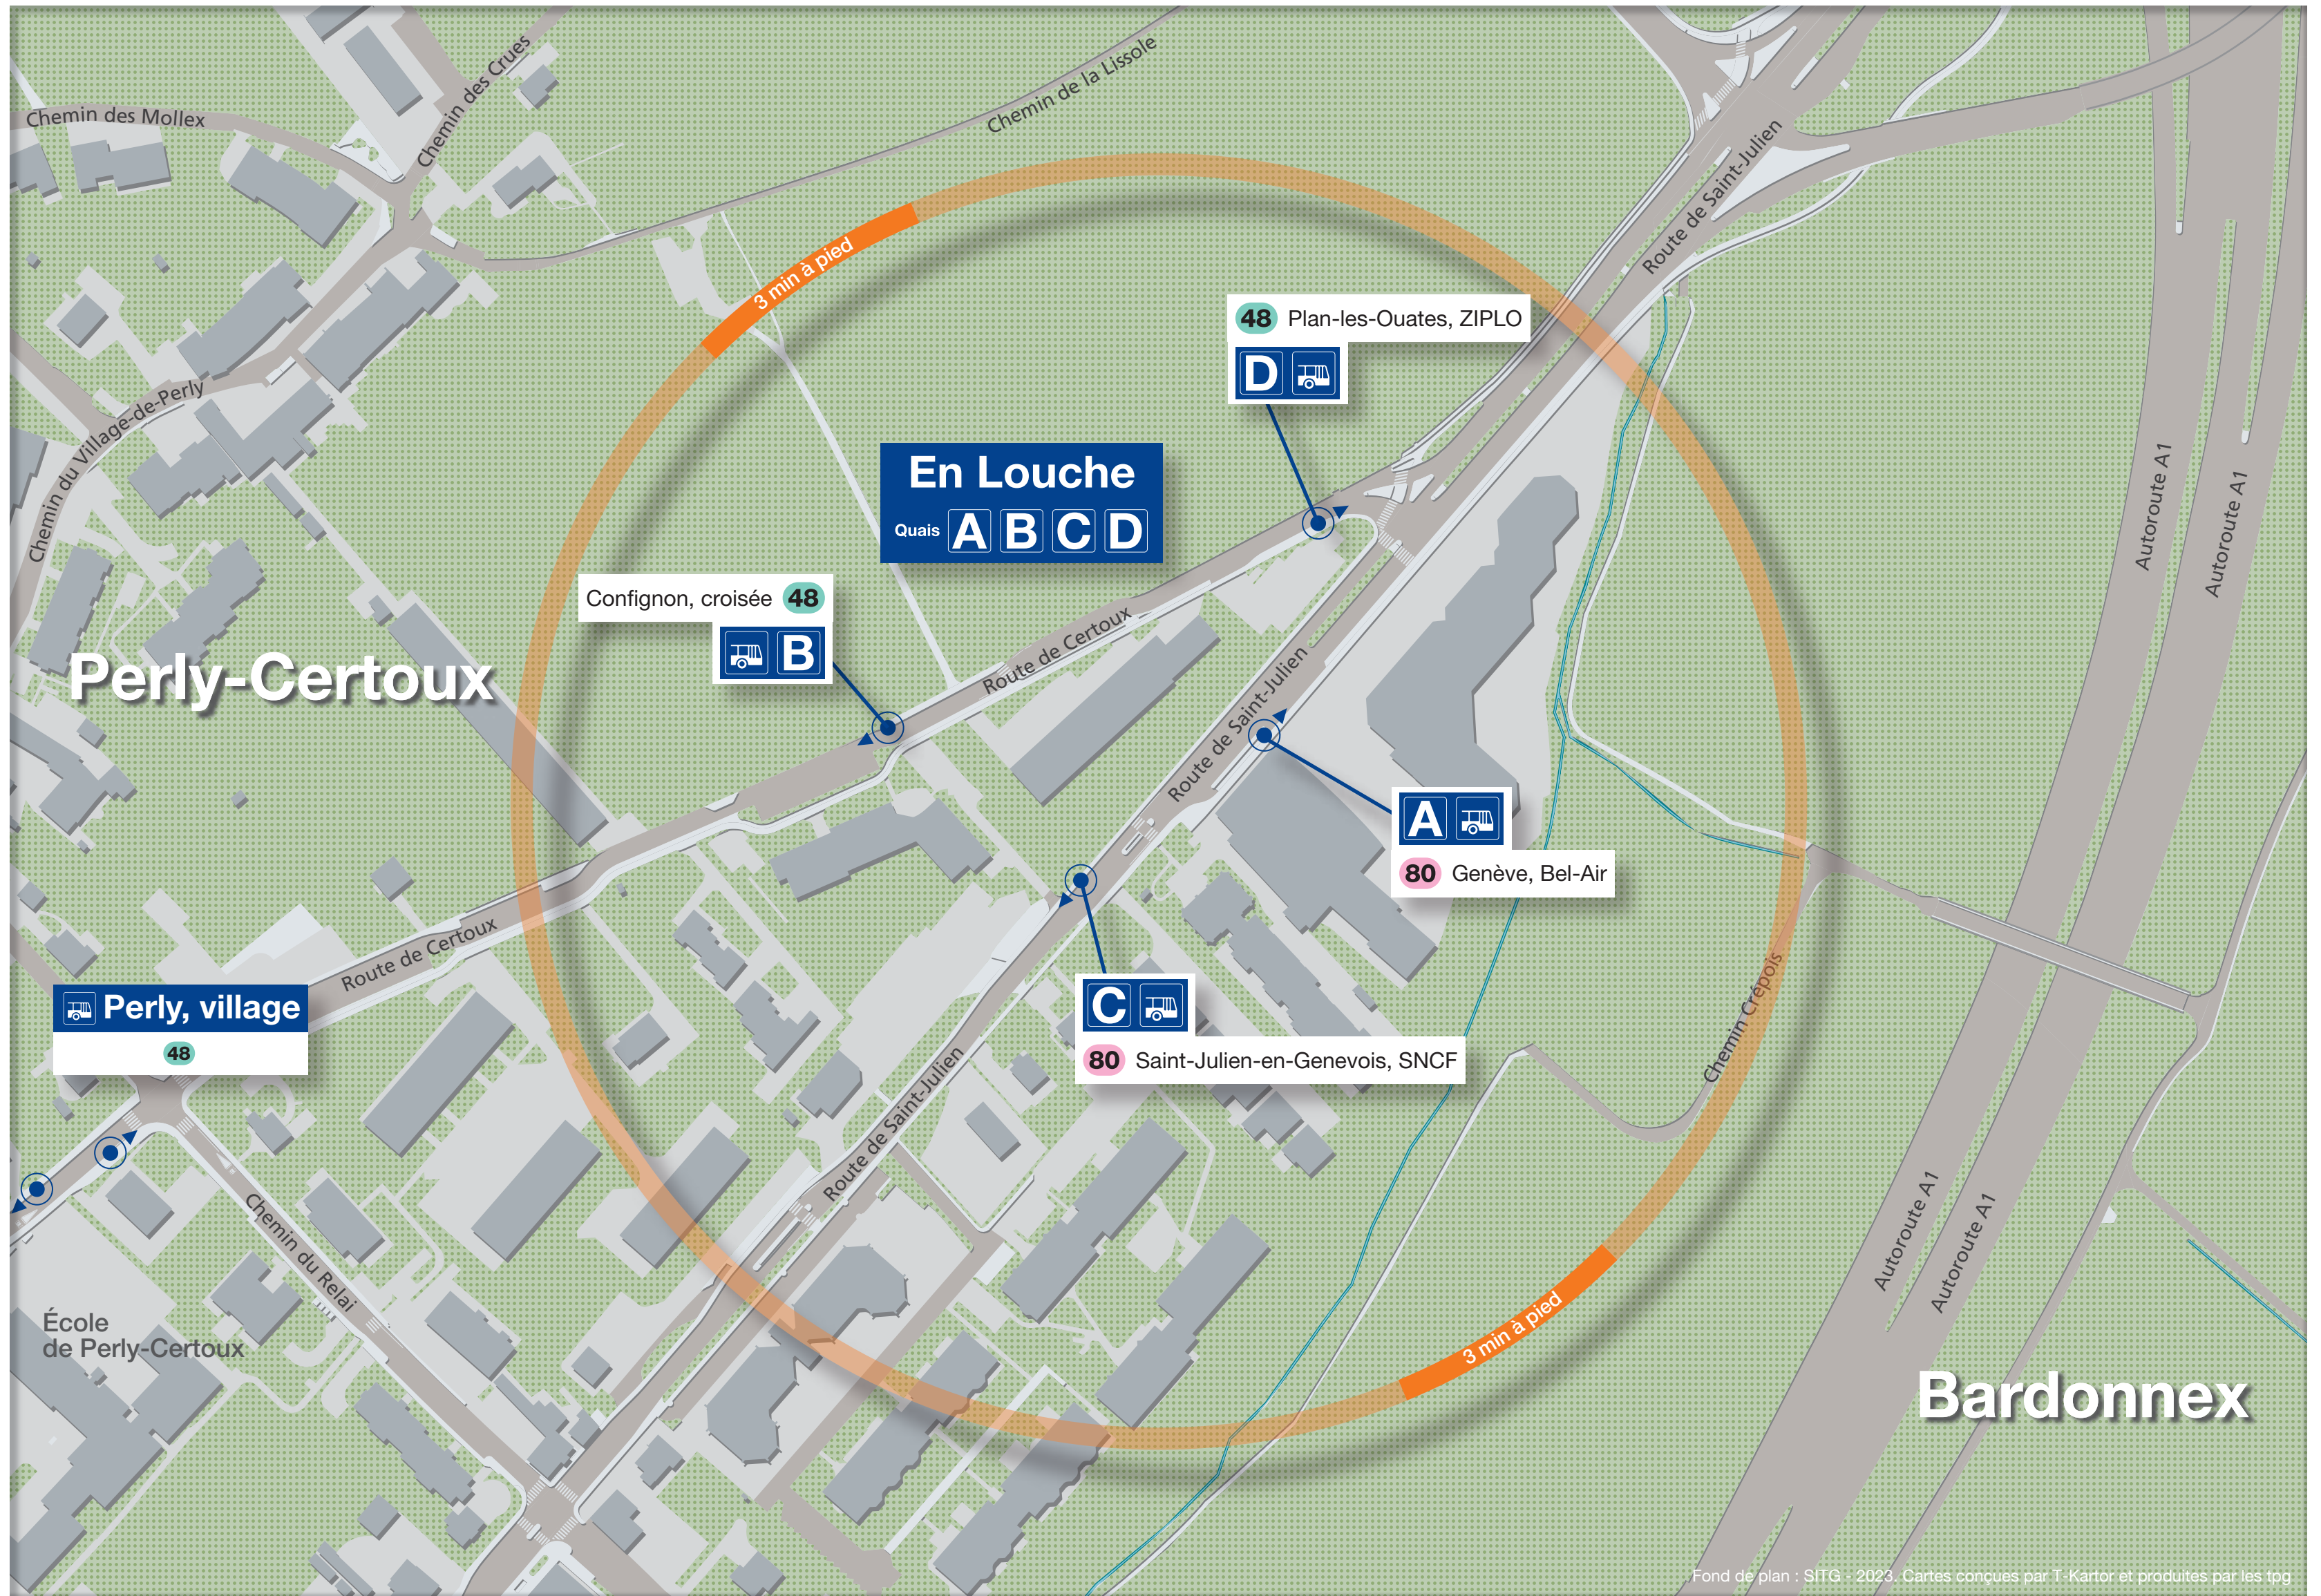 Chemin des Crues
Chemin de la Lissole
Chemin des Mollex
Route de Saint-Julien
3 min à pied
48 Plan-les-Ouates, ZIPLO
D
Chemin du Village-de-Perly
En Louche
Quais A B C D
Autoroute A1
Autoroute A1
Confignon, croisée 48
B
Route de Certoux
Perly-Certoux
Route de Saint-Julien
A
80 Genève, Bel-Air
Route de Certoux
Chemin Crépois
Perly, village
48
C
80 Saint-Julien-en-Genevois, SNCF
Route de Saint-Julien
Chemin du Relai
Autoroute A1
Autoroute A1
École
de Perly-Certoux
3 min à pied
Bardonnex
Fond de plan : SITG - 2023. Cartes conçues par T-Kartor et produites par les tpg